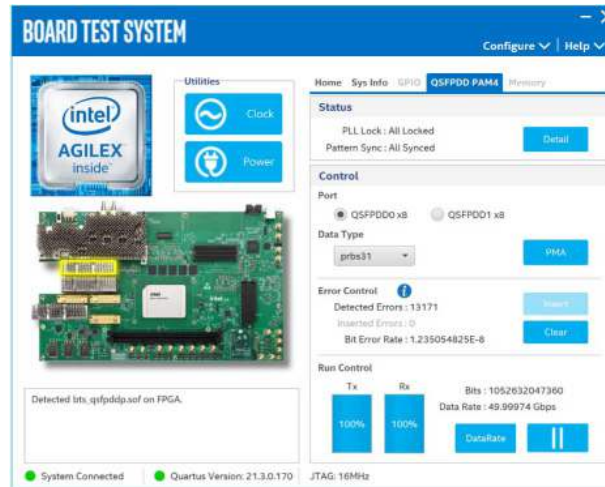 BOARD TEST SYSTEM
Configure
Help
Utilities
Clock
Power
intel
AGILEX
inside
Home
Sys Info
GPIO
QSFPDD PAM4
Memory
Status
PLL Lock : All Locked
Pattern Sync : All Synced
Detail
Control
Port
QSFPDD0 x8
QSFPDD1 x8
Data Type
prbs31
PMA
Error Control
Detected Errors : 13171
Inserted Errors : 0
Bit Error Rate : 1.235054825E-8
Insert
Clear
Run Control
Tx
Rx
100%
100%
Bits : 1052632047360
Data Rate : 49.99974 Gbps
DataRate
Detected bts_qsfpddp.sof on FPGA.
System Connected
Quartus Version: 21.3.0.170
JTAG: 16MHz